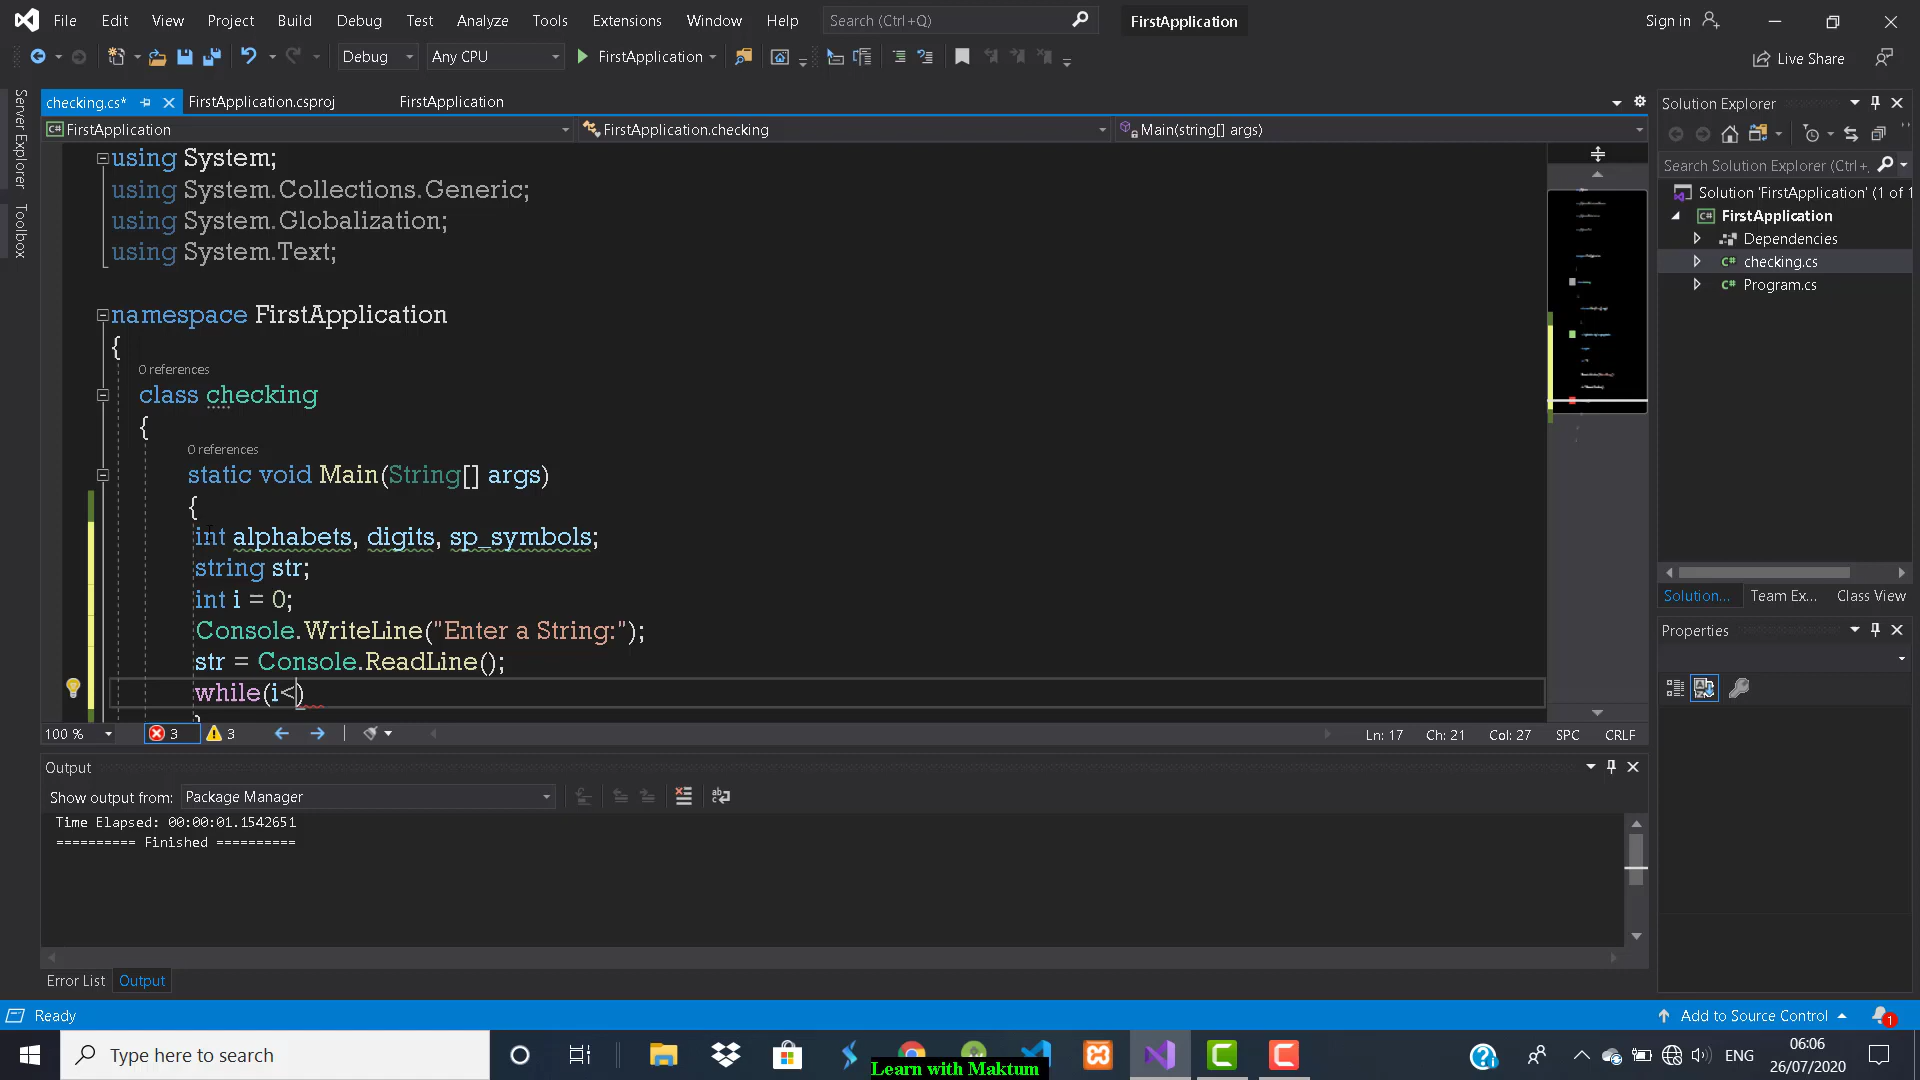 File Edit View Project Build Debug Test Analyze Tools Extensions Window Help Search (Ctrl+Q) FirstApplication Sign in
Debug Any CPU FirstApplication Live Share
Server Explorer
Toolbox
checking.cs* FirstApplication.csproj FirstApplication
FirstApplication FirstApplication.checking Main(string[] args)
using System;
using System.Collections.Generic;
using System.Globalization;
using System.Text;
namespace FirstApplication
{
0 references
class checking
{
0 references
static void Main(String[] args)
{
int alphabets, digits, sp_symbols;
string str;
int i = 0;
Console.WriteLine("Enter a String:");
str = Console.ReadLine();
while(i<)
100 % 3 3 Ln: 17 Ch: 21 Col: 27 SPC CRLF
Output
Show output from: Package Manager
Time Elapsed: 00:00:01.1542651
========== Finished ==========
Error List Output
Solution Explorer
Search Solution Explorer (Ctrl+,
Solution 'FirstApplication' (1 of 1
C# FirstApplication
Dependencies
C# checking.cs
C# Program.cs
Solution... Team Ex... Class View
Properties
Ready Add to Source Control 1
Type here to search
Learn with Maktum
ENG
06:06
26/07/2020